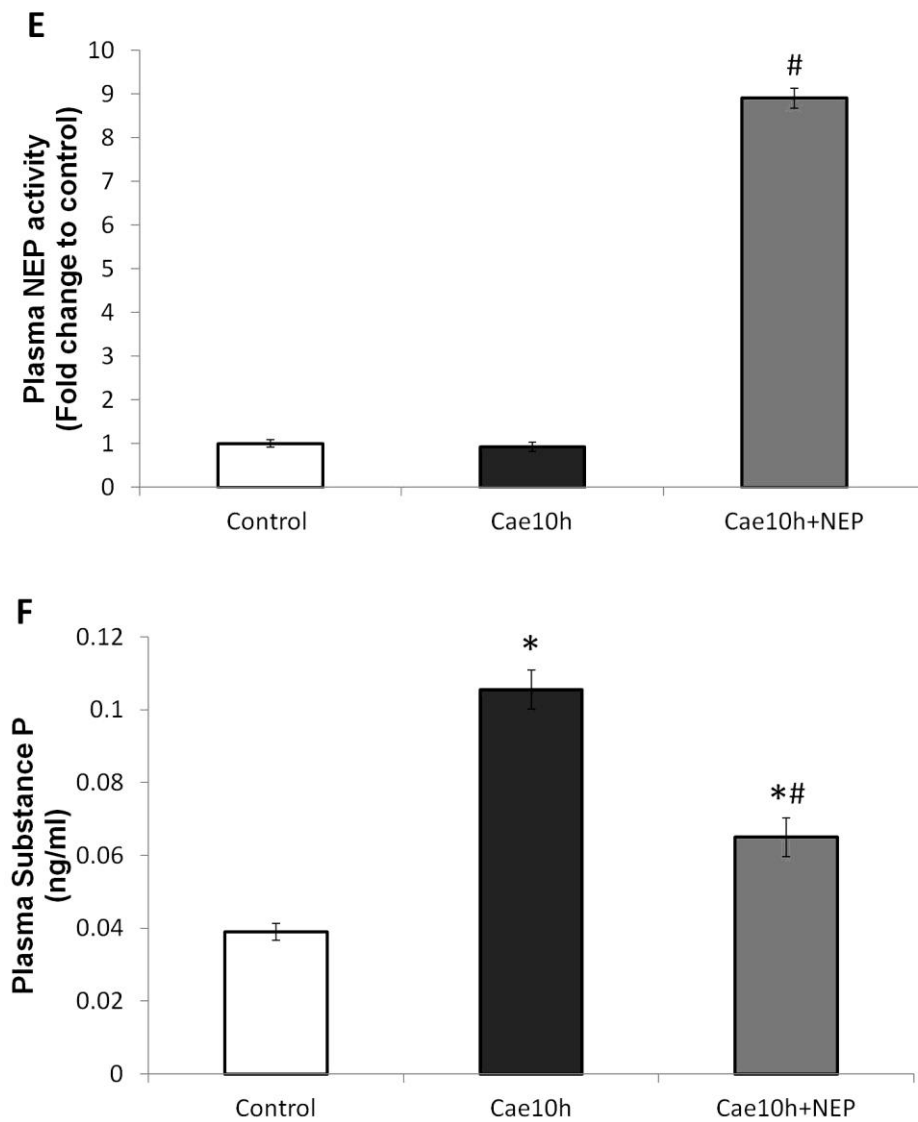 E
Plasma NEP activity
(Fold change to control)
10
9
8
7
6
5
4
3
2
1
0
#
Control Cae10h Cae10h+NEP
F
Plasma Substance P
(ng/ml)
0.12
0.1
0.08
0.06
0.04
0.02
0
*
*#
Control Cae10h Cae10h+NEP